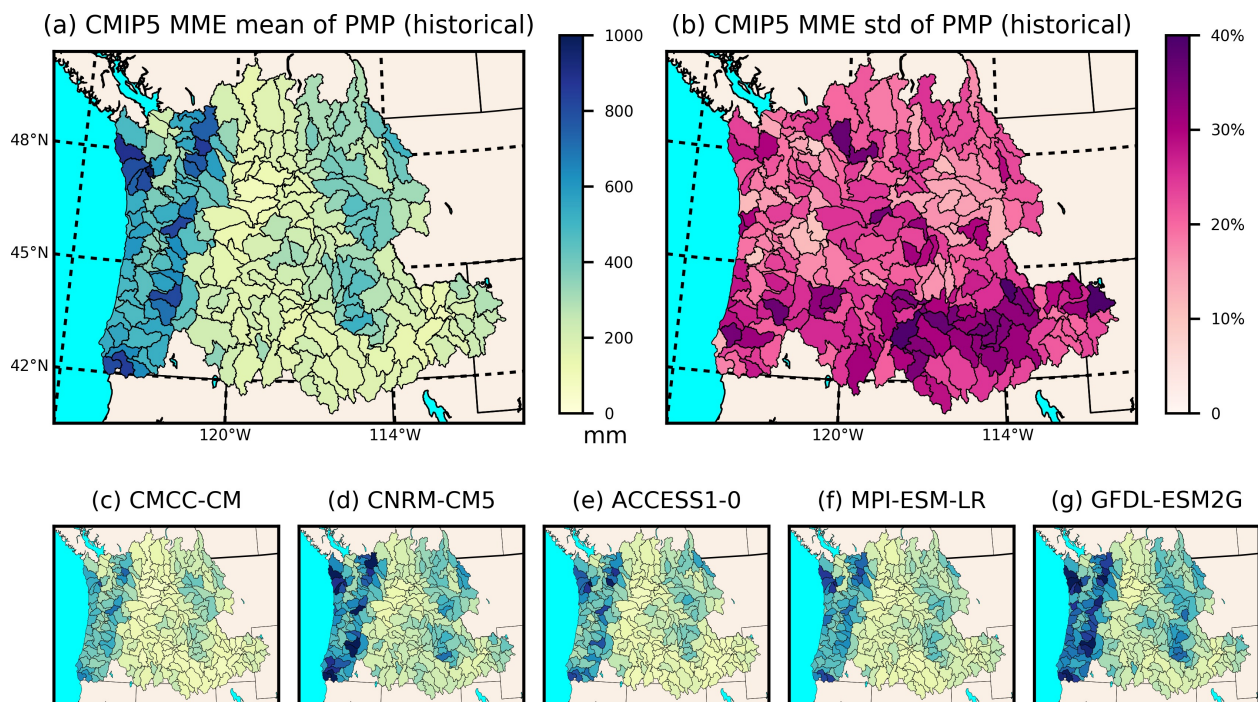 (a) CMIP5 MME mean of PMP (historical)
(b) CMIP5 MME std of PMP (historical)
1000
800
600
400
200
0
mm
40%
30%
20%
10%
0
48°N
45°N
42°N
120°W
114°W
120°W
114°W
(c) CMCC-CM
(d) CNRM-CM5
(e) ACCESS1-0
(f) MPI-ESM-LR
(g) GFDL-ESM2G